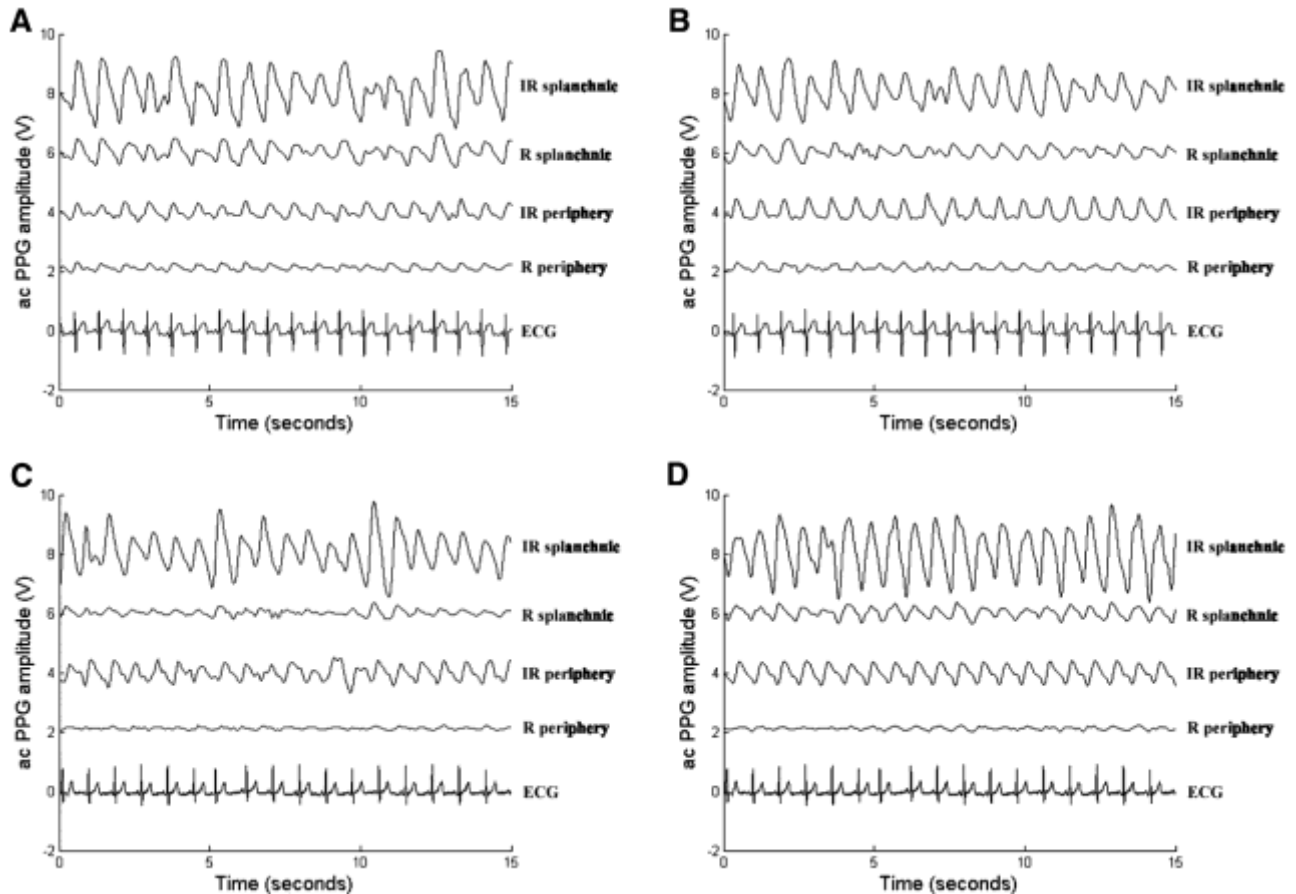 A
ac PPG amplitude (V)
10
8
6
4
2
0
-2
IR splanchnic
R splanchnic
IR periphery
R periphery
ECG
0 5 10 15
Time (seconds)
B
ac PPG amplitude (V)
10
8
6
4
2
0
-2
IR splanchnic
R splanchnic
IR periphery
R periphery
ECG
0 5 10 15
Time (seconds)
C
ac PPG amplitude (V)
10
8
6
4
2
0
-2
IR splanchnic
R splanchnic
IR periphery
R periphery
ECG
0 5 10 15
Time (seconds)
D
ac PPG amplitude (V)
10
8
6
4
2
0
-2
IR splanchnic
R splanchnic
IR periphery
R periphery
ECG
0 5 10 15
Time (seconds)